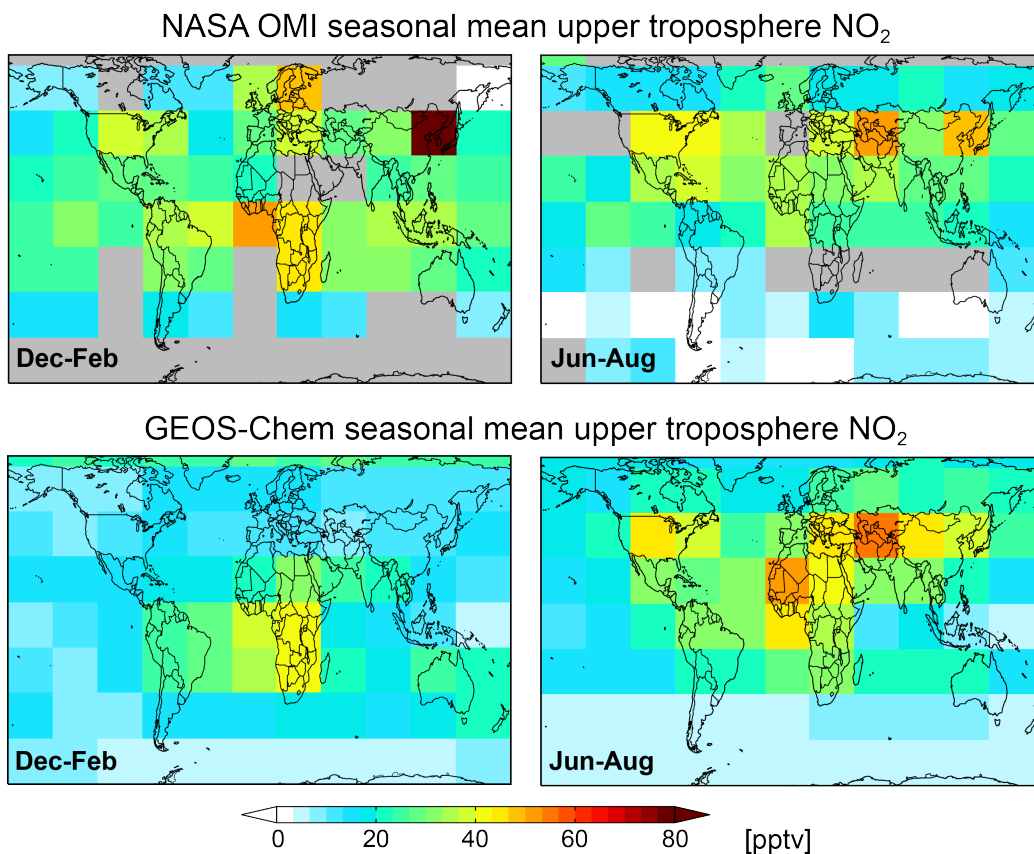 NASA OMI seasonal mean upper troposphere NO₂
Dec-Feb
Jun-Aug
GEOS-Chem seasonal mean upper troposphere NO₂
Dec-Feb
Jun-Aug
0 20 40 60 80 [pptv]